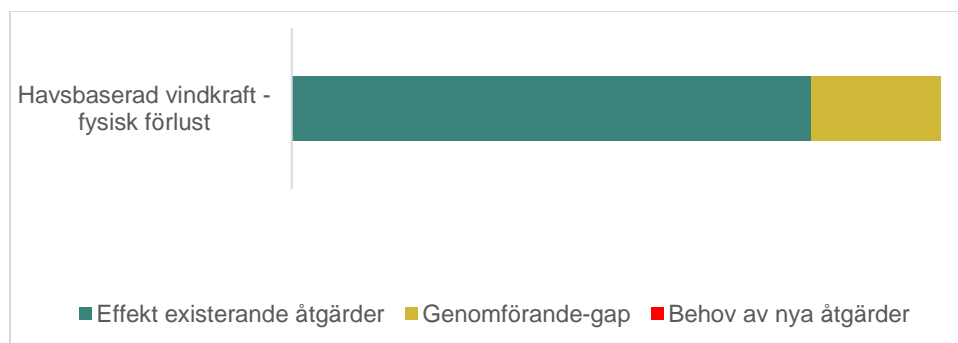 Havsbaserad vindkraft -
fysisk förlust
Effekt existerande åtgärder Genomförande-gap Behov av nya åtgärder